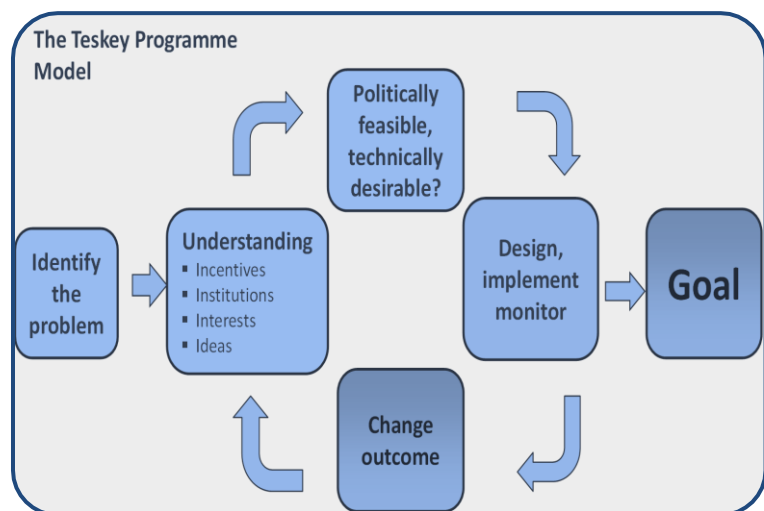 The Teskey Programme
Model
Politically
feasible,
technically
desirable?
Identify
the
problem
Understanding
▪ Incentives
▪ Institutions
▪ Interests
▪ Ideas
Design,
implement
monitor
Goal
Change
outcome